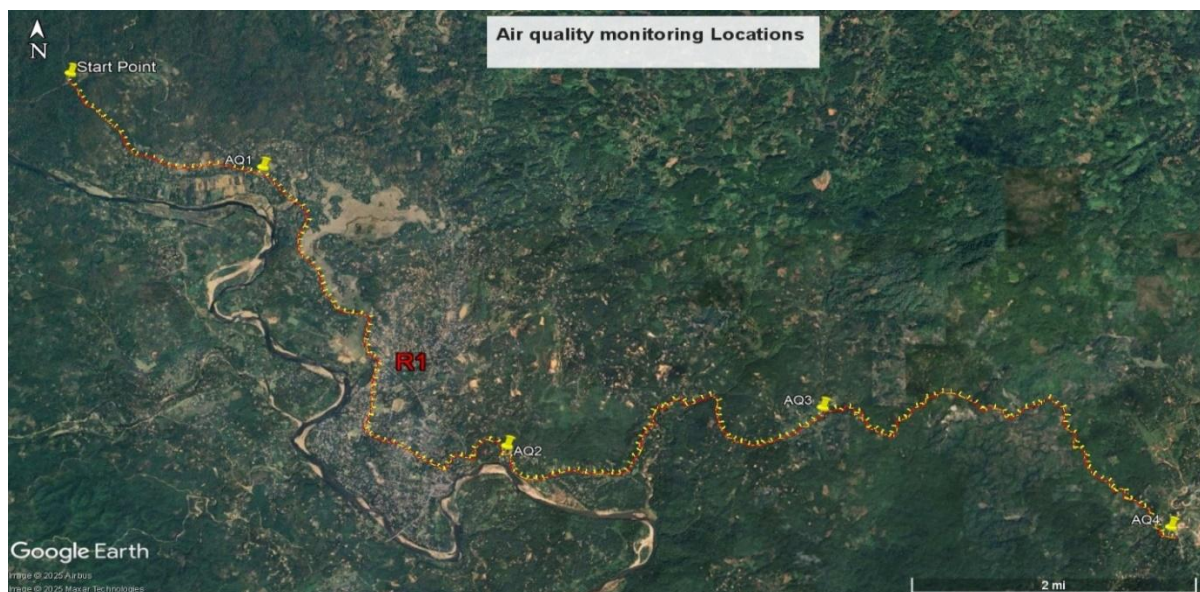 Air quality monitoring Locations
N
Start Point
AQ1
R1
AQ3
AQ2
AQ4
Google Earth
Image © 2025 Airbus
Image © 2025 Maxar Technologies
2 mi